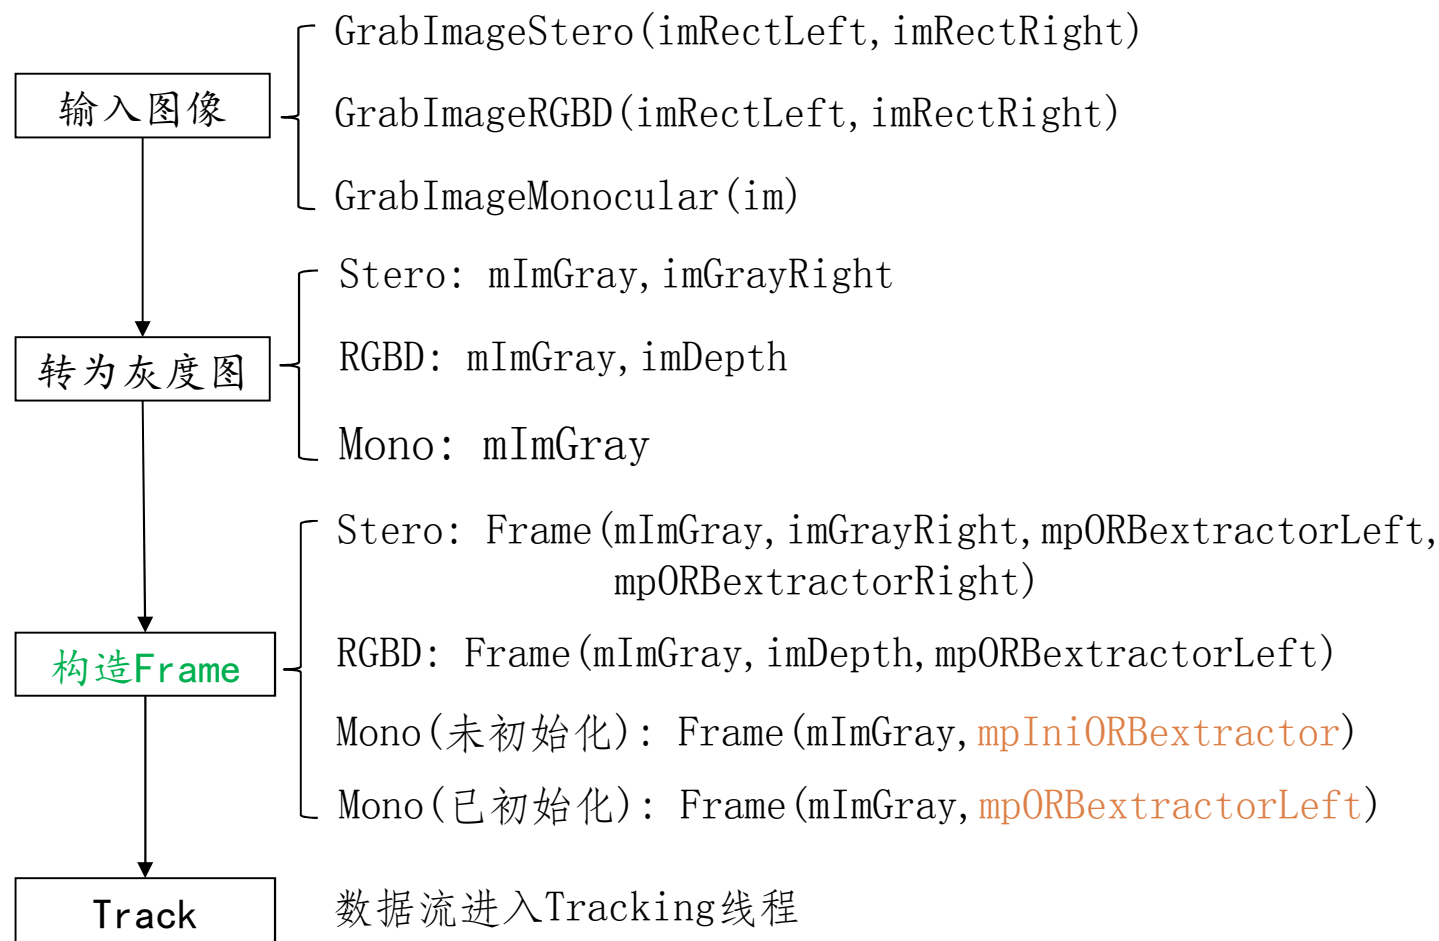 输入图像
GrabImageStero(imRectLeft,imRectRight)
GrabImageRGBD(imRectLeft,imRectRight)
GrabImageMonocular(im)
转为灰度图
Stero: mImGray,imGrayRight
RGBD: mImGray,imDepth
Mono: mImGray
构造Frame
Stero: Frame(mImGray,imGrayRight,mpORBextractorLeft,
mpORBextractorRight)
RGBD: Frame(mImGray,imDepth,mpORBextractorLeft)
Mono(未初始化): Frame(mImGray,mpIniORBextractor)
Mono(已初始化): Frame(mImGray,mpORBextractorLeft)
Track
数据流进入Tracking线程